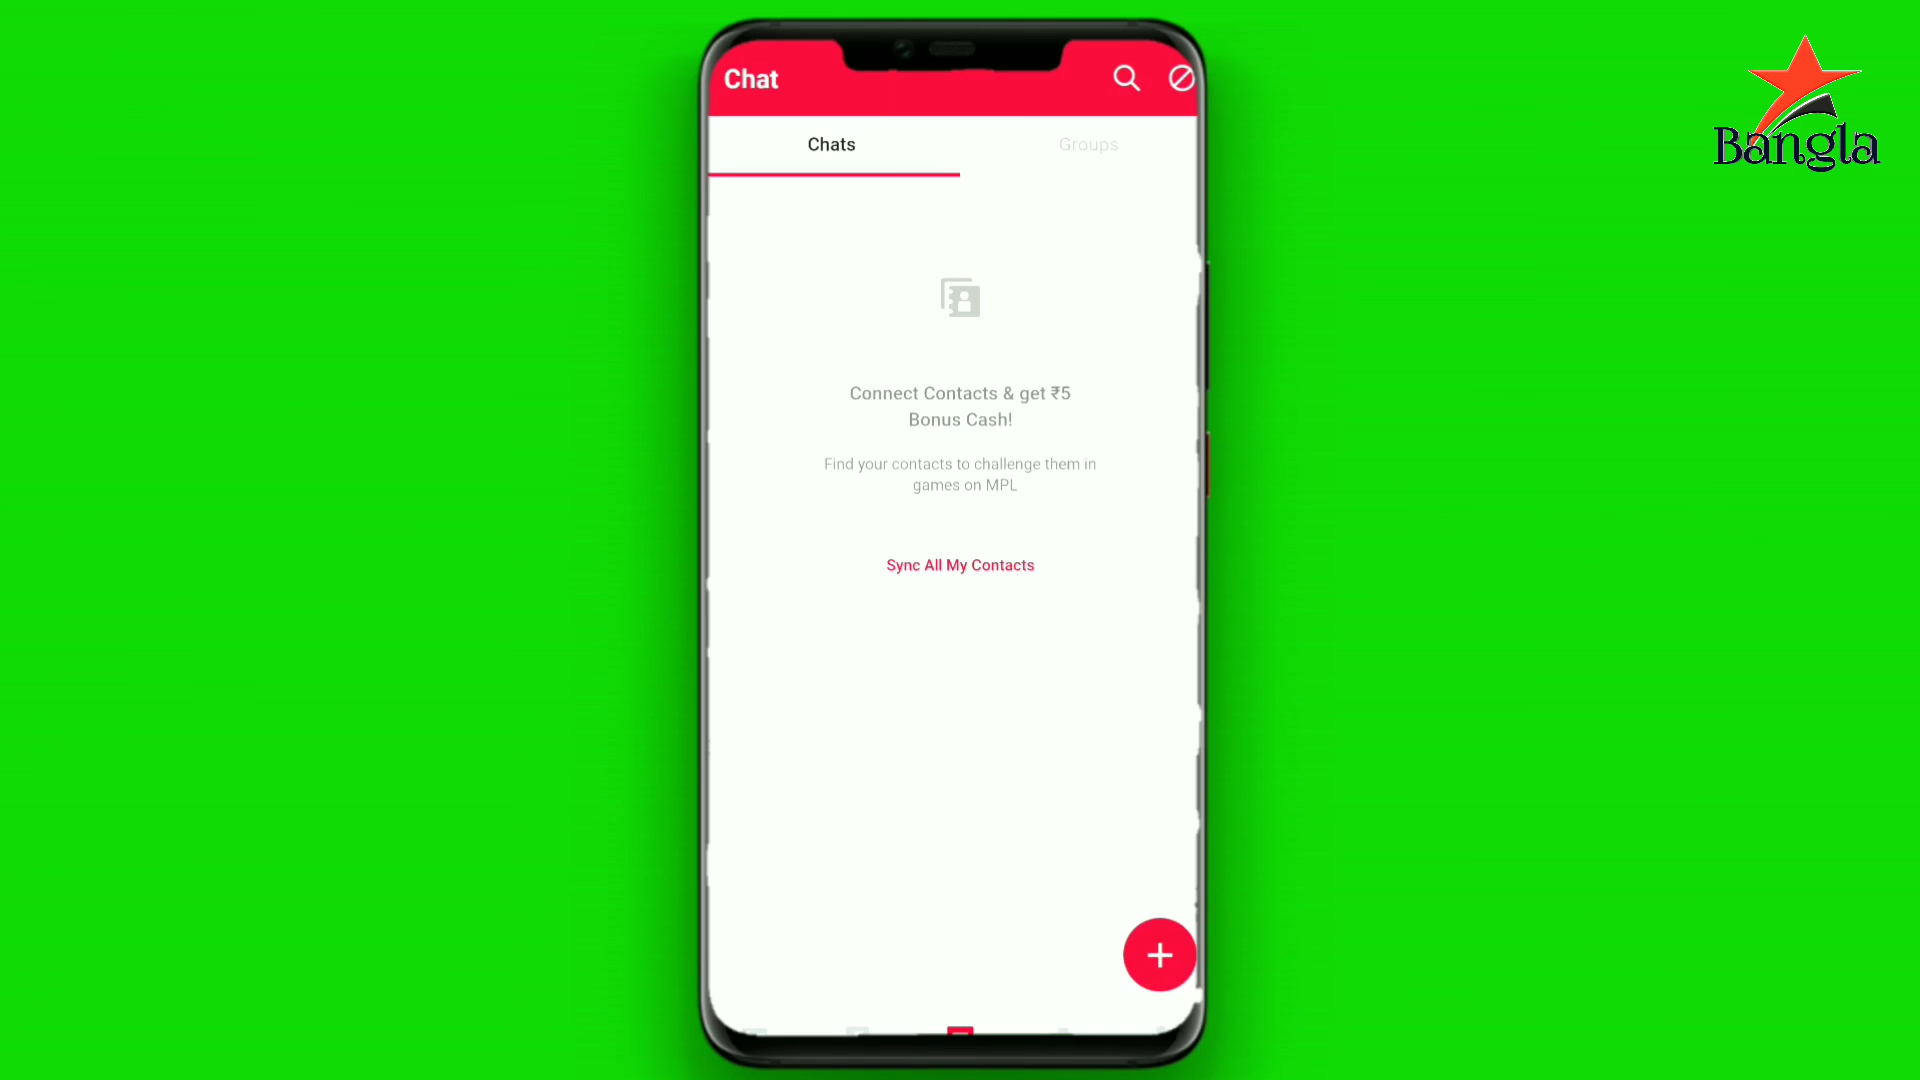 Chat
Chats
Groups
Connect Contacts & get ₹5
Bonus Cash!
Find your contacts to challenge them in
games on MPL
Sync All My Contacts
Bangla